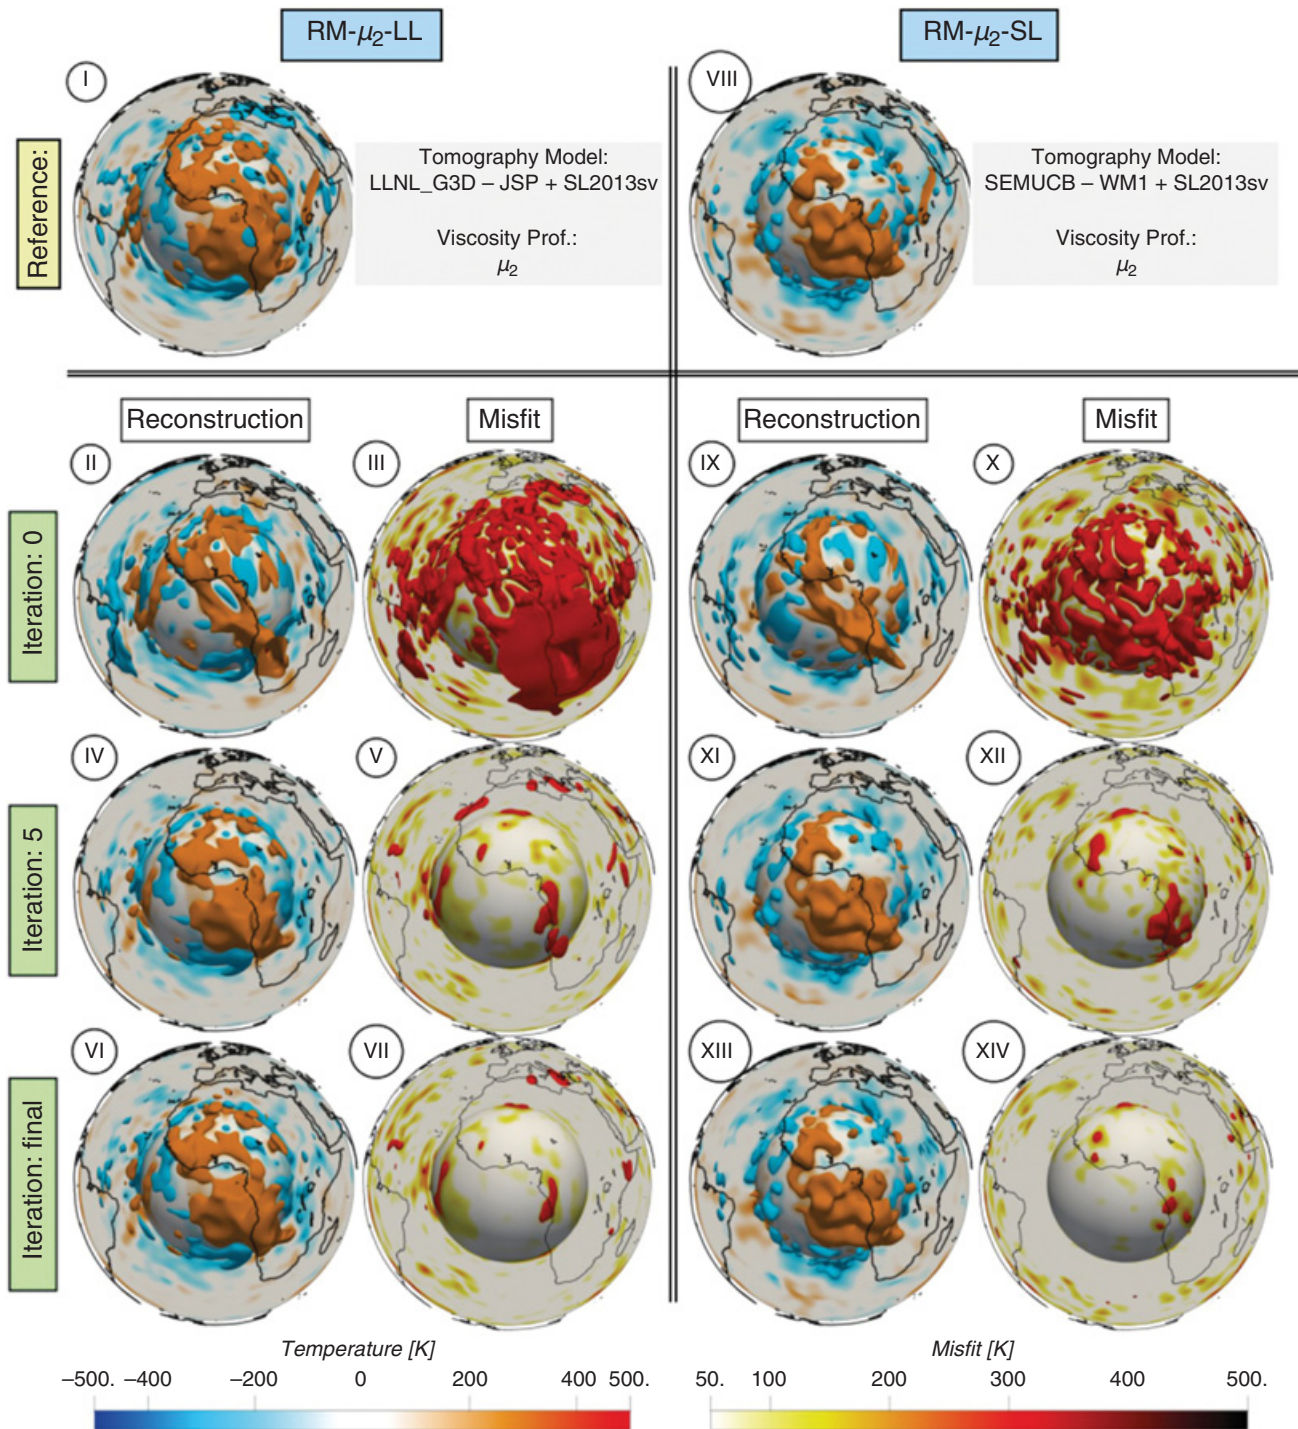 RM-μ2-LL
RM-μ2-SL
I
VIII
Reference:
Tomography Model:
LLNL_G3D – JSP + SL2013sv
Viscosity Prof.:
μ2
Tomography Model:
SEMUCB – WM1 + SL2013sv
Viscosity Prof.:
μ2
Reconstruction
Misfit
Reconstruction
Misfit
II
III
IX
X
Iteration: 0
IV
V
XI
XII
Iteration: 5
VI
VII
XIII
XIV
Iteration: final
Temperature [K]
Misfit [K]
–500. –400 –200 0 200 400 500.
50. 100 200 300 400 500.